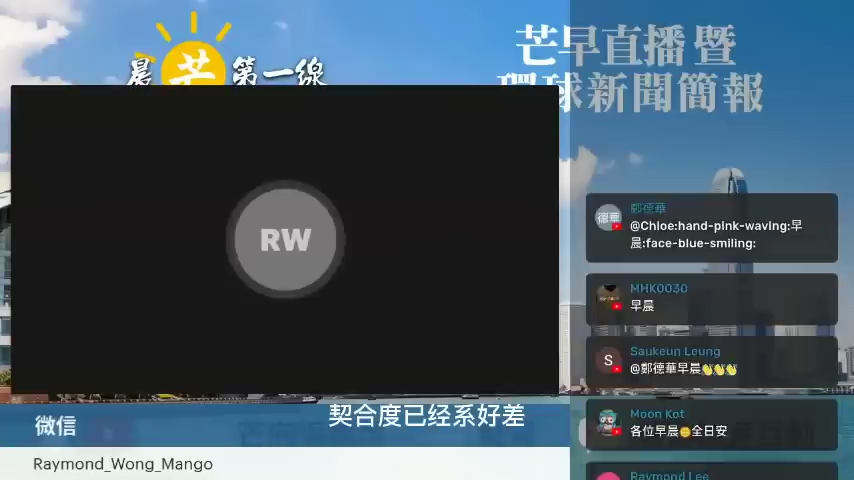 晨芒第一線
芒早直播暨
環球新聞簡報
RW
德華
鄭德華
@Chloe:hand-pink-waving:早
晨:face-blue-smiling:
MHK0030
早晨
S
Saukeun Leung
@鄭德華早晨👏👏👏
Moon Kot
各位早晨😊全日安
Raymond Lee
契合度已经系好差
微信
Raymond_Wong_Mango